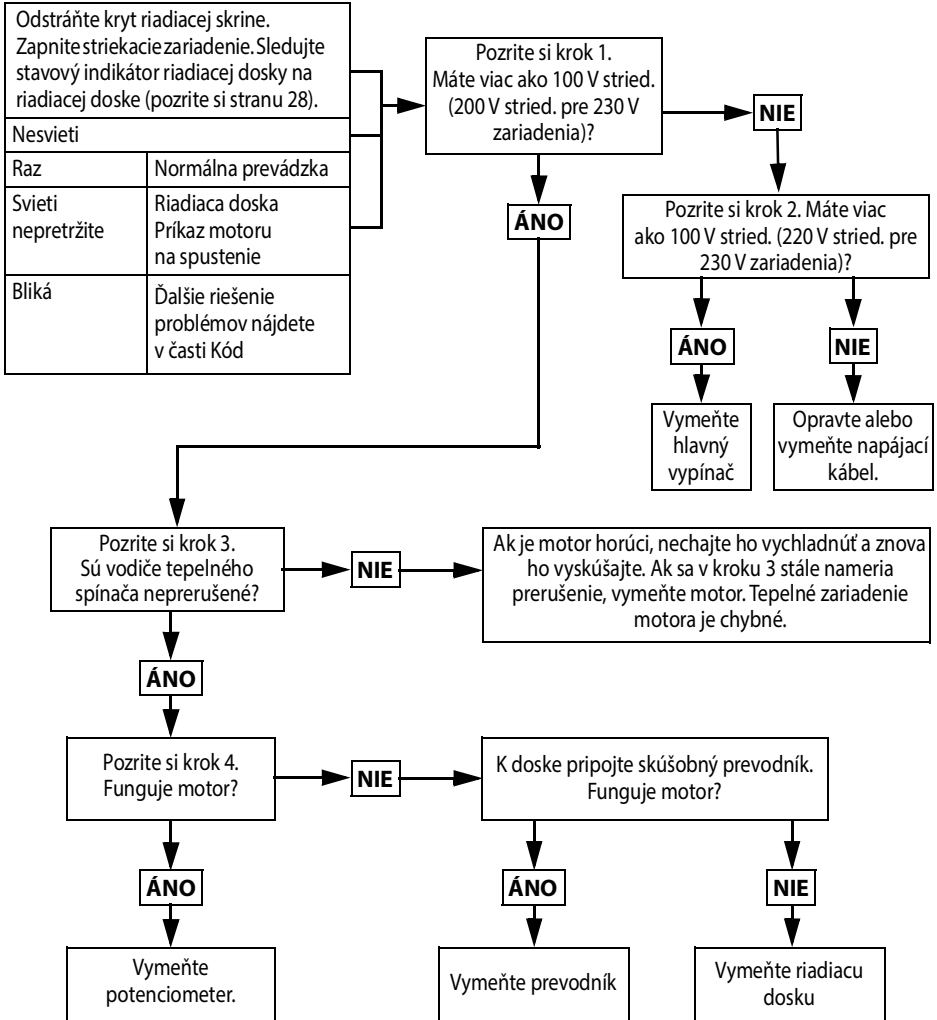 Odstráňte kryt riadiacej skrine.
Zapnite striekacie zariadenie. Sledujte
stavový indikátor riadiacej dosky na
riadiacej doske (pozrite si stranu 28).
Nesvieti
Raz
Normálna prevádzka
Svieti
nepretržite
Riadiaca doska
Príkaz motoru
na spustenie
Bliká
Ďalšie riešenie
problémov nájdete
v časti Kód
Pozrite si krok 1.
Máte viac ako 100 V stried.
(200 V stried. pre 230 V
zariadenia)?
NIE
ÁNO
Pozrite si krok 2. Máte viac
ako 100 V stried. (220 V stried. pre
230 V zariadenia)?
ÁNO
NIE
Vymeňte
hlavný
vypínač
Opravte alebo
vymeňte napájací
kábel.
Pozrite si krok 3.
Sú vodiče tepelného
spínača neprerušené?
NIE
Ak je motor horúci, nechajte ho vychladnúť a znova
ho vyskúšajte. Ak sa v kroku 3 stále nameria
prerušenie, vymeňte motor. Tepelné zariadenie
motora je chybné.
ÁNO
Pozrite si krok 4.
Funguje motor?
NIE
K doske pripojte skúšobný prevodník.
Funguje motor?
ÁNO
ÁNO
NIE
Vymeňte
potenciometer.
Vymeňte prevodník
Vymeňte riadiacu
dosku